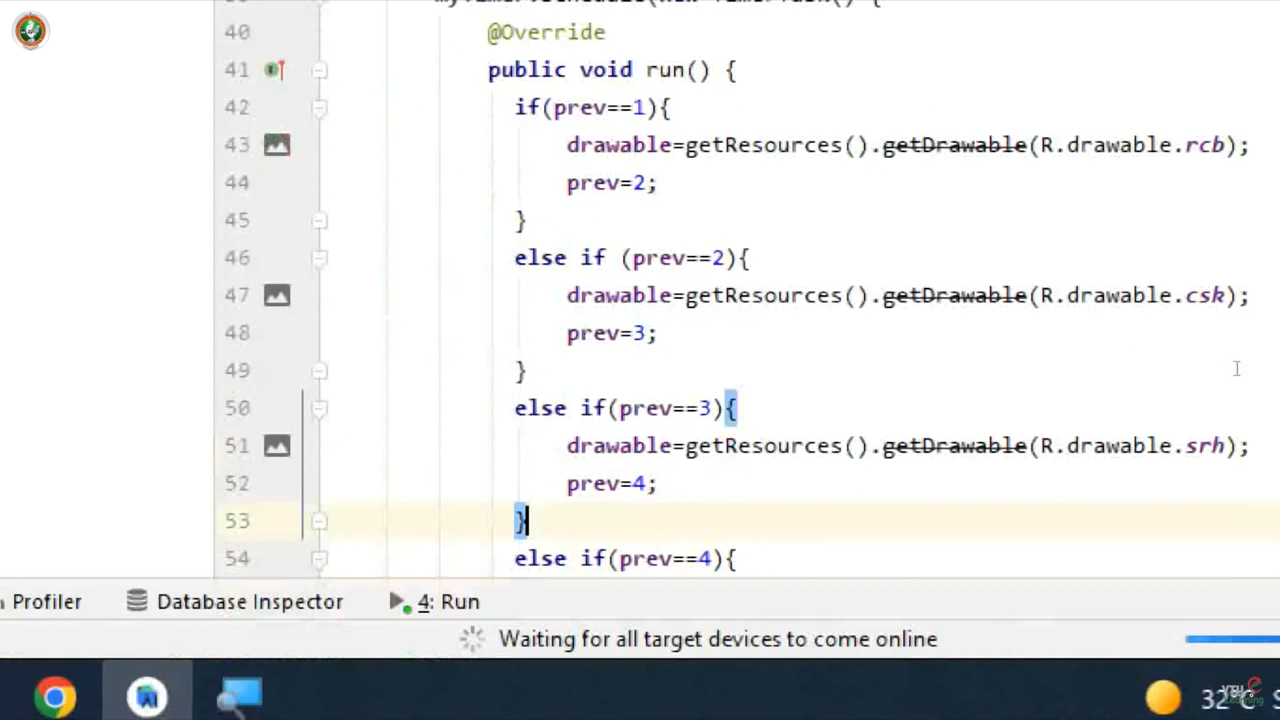 40 @Override
41 public void run() {
42 if(prev==1){
43 drawable=getResources().getDrawable(R.drawable.rcb);
44 prev=2;
45 }
46 else if (prev==2){
47 drawable=getResources().getDrawable(R.drawable.csk);
48 prev=3;
49 }
50 else if(prev==3){
51 drawable=getResources().getDrawable(R.drawable.srh);
52 prev=4;
53 }
54 else if(prev==4){
Profiler Database Inspector 4: Run
Waiting for all target devices to come online
32°C